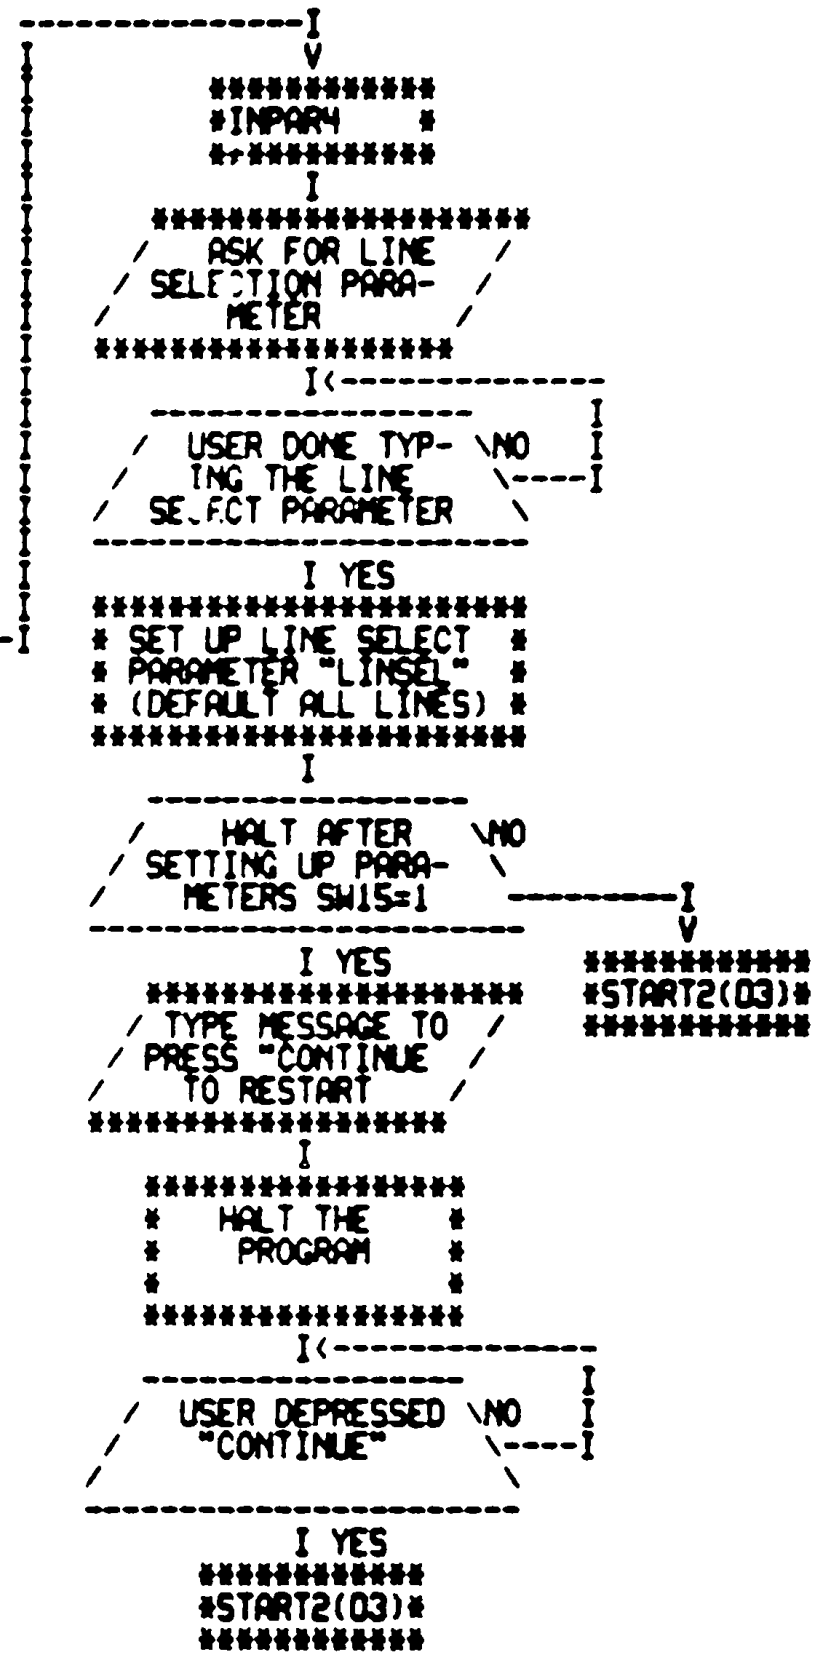 INPAR4
ASK FOR LINE
SELECTION PARA-
METER
USER DONE TYP- NO
ING THE LINE
SELECT PARAMETER
YES
SET UP LINE SELECT
PARAMETER "LINSEL"
(DEFAULT ALL LINES)
HALT AFTER NO
SETTING UP PARA-
METERS SW15=1
YES
START2(03)
TYPE MESSAGE TO
PRESS "CONTINUE
TO RESTART
HALT THE
PROGRAM
USER DEPRESSED NO
"CONTINUE"
YES
START2(03)